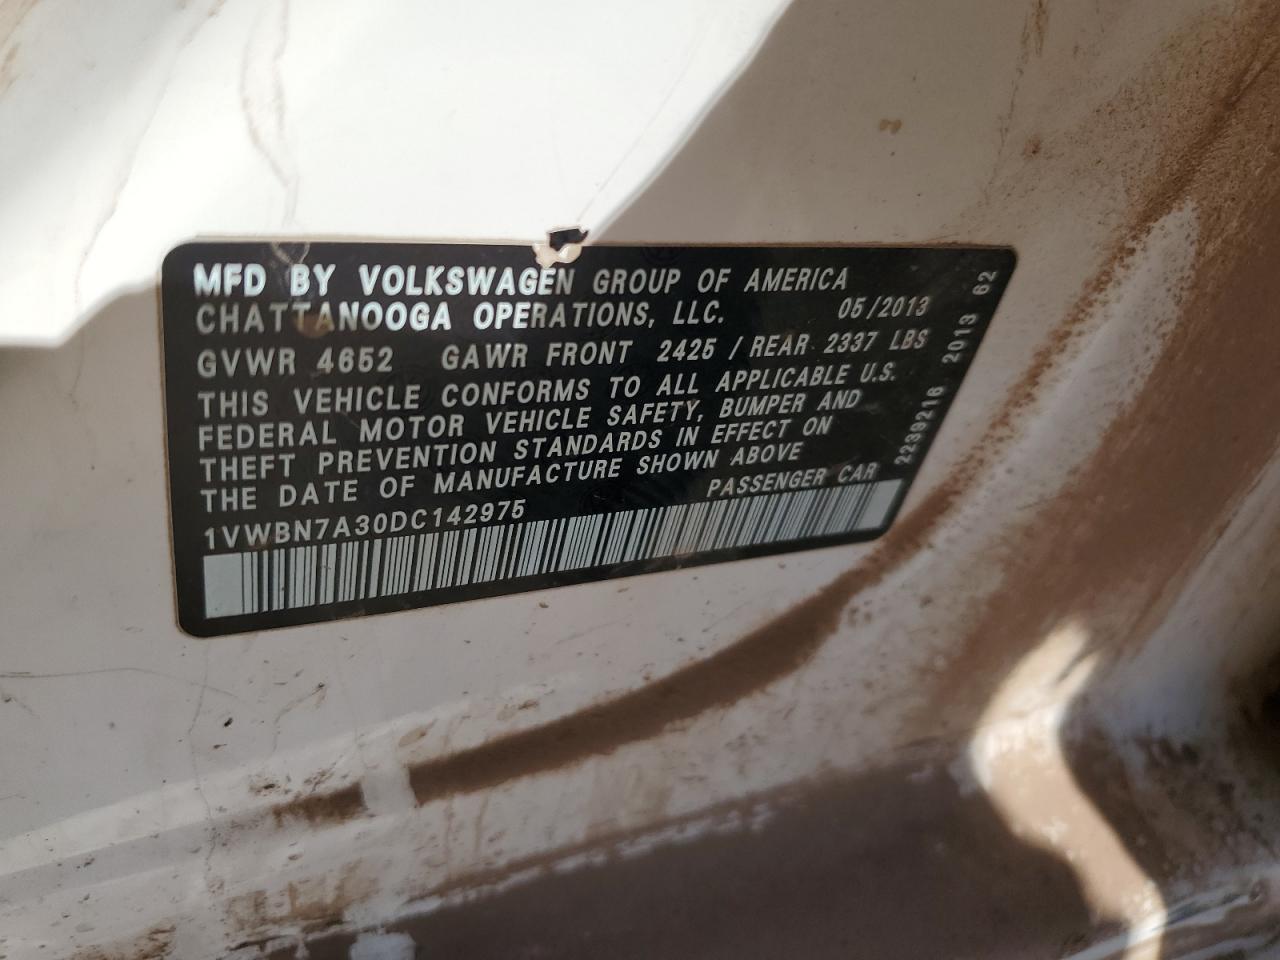 MFD BY VOLKSWAGEN GROUP OF AMERICA
CHATTANOOGA OPERATIONS, LLC. 05/2013
GVWR 4652 GAWR FRONT 2425 / REAR 2337 LBS
THIS VEHICLE CONFORMS TO ALL APPLICABLE U.S.
FEDERAL MOTOR VEHICLE SAFETY, BUMPER AND
THEFT PREVENTION STANDARDS IN EFFECT ON
THE DATE OF MANUFACTURE SHOWN ABOVE
PASSENGER CAR
1VWBN7A30DC142975
2239216 2013 62